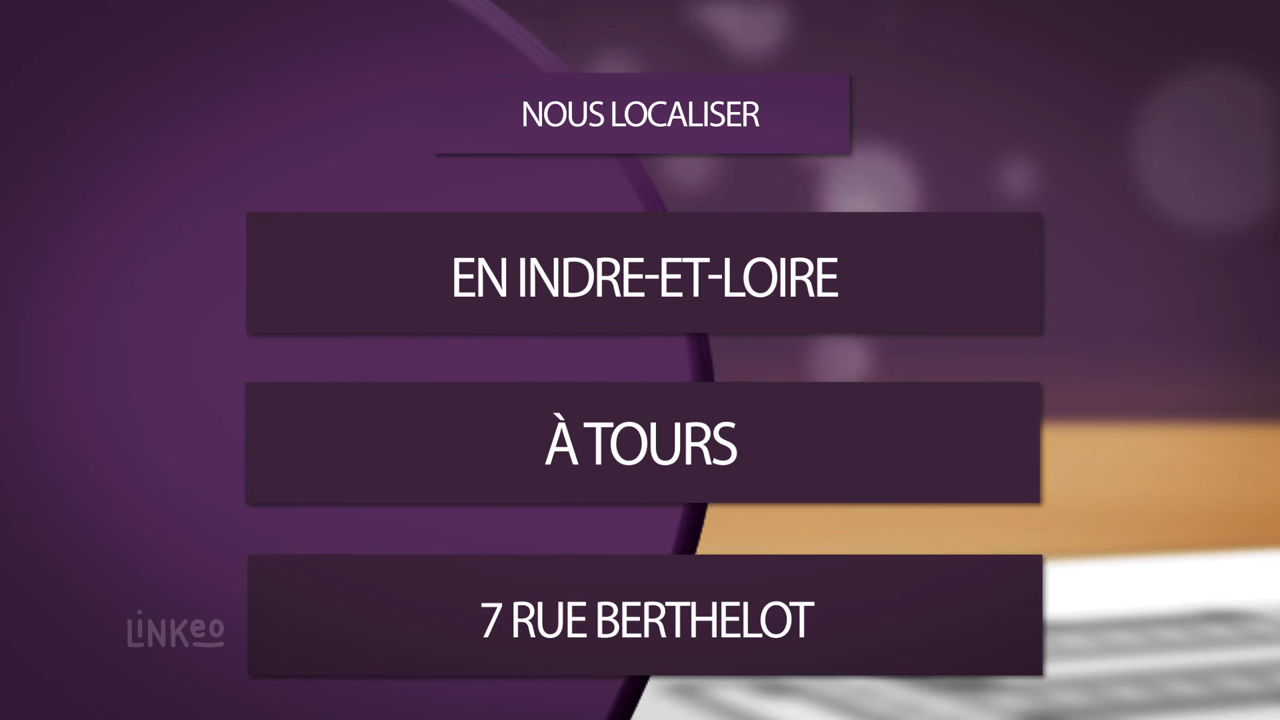 NOUS LOCALISER
EN INDRE-ET-LOIRE
À TOURS
7 RUE BERTHELOT
LiNKeo